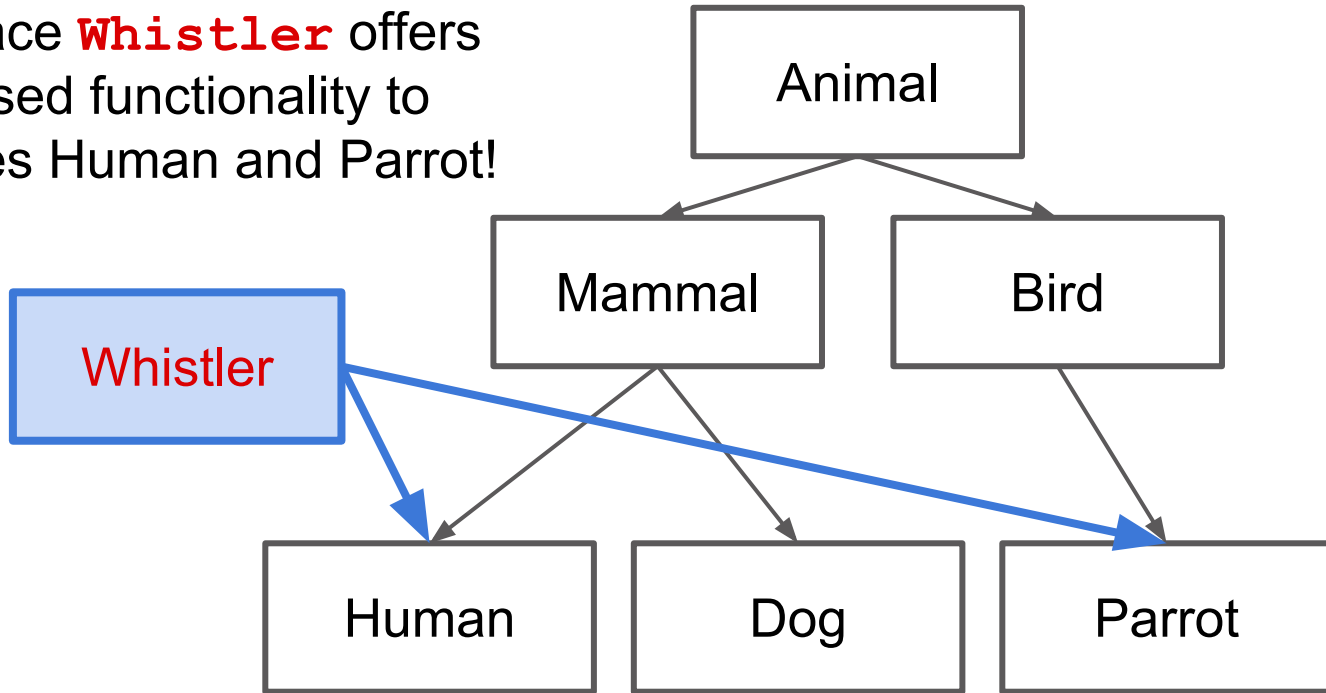 ace Whistler offers
sed functionality to
es Human and Parrot!
Animal
Mammal
Bird
Whistler
Human
Dog
Parrot